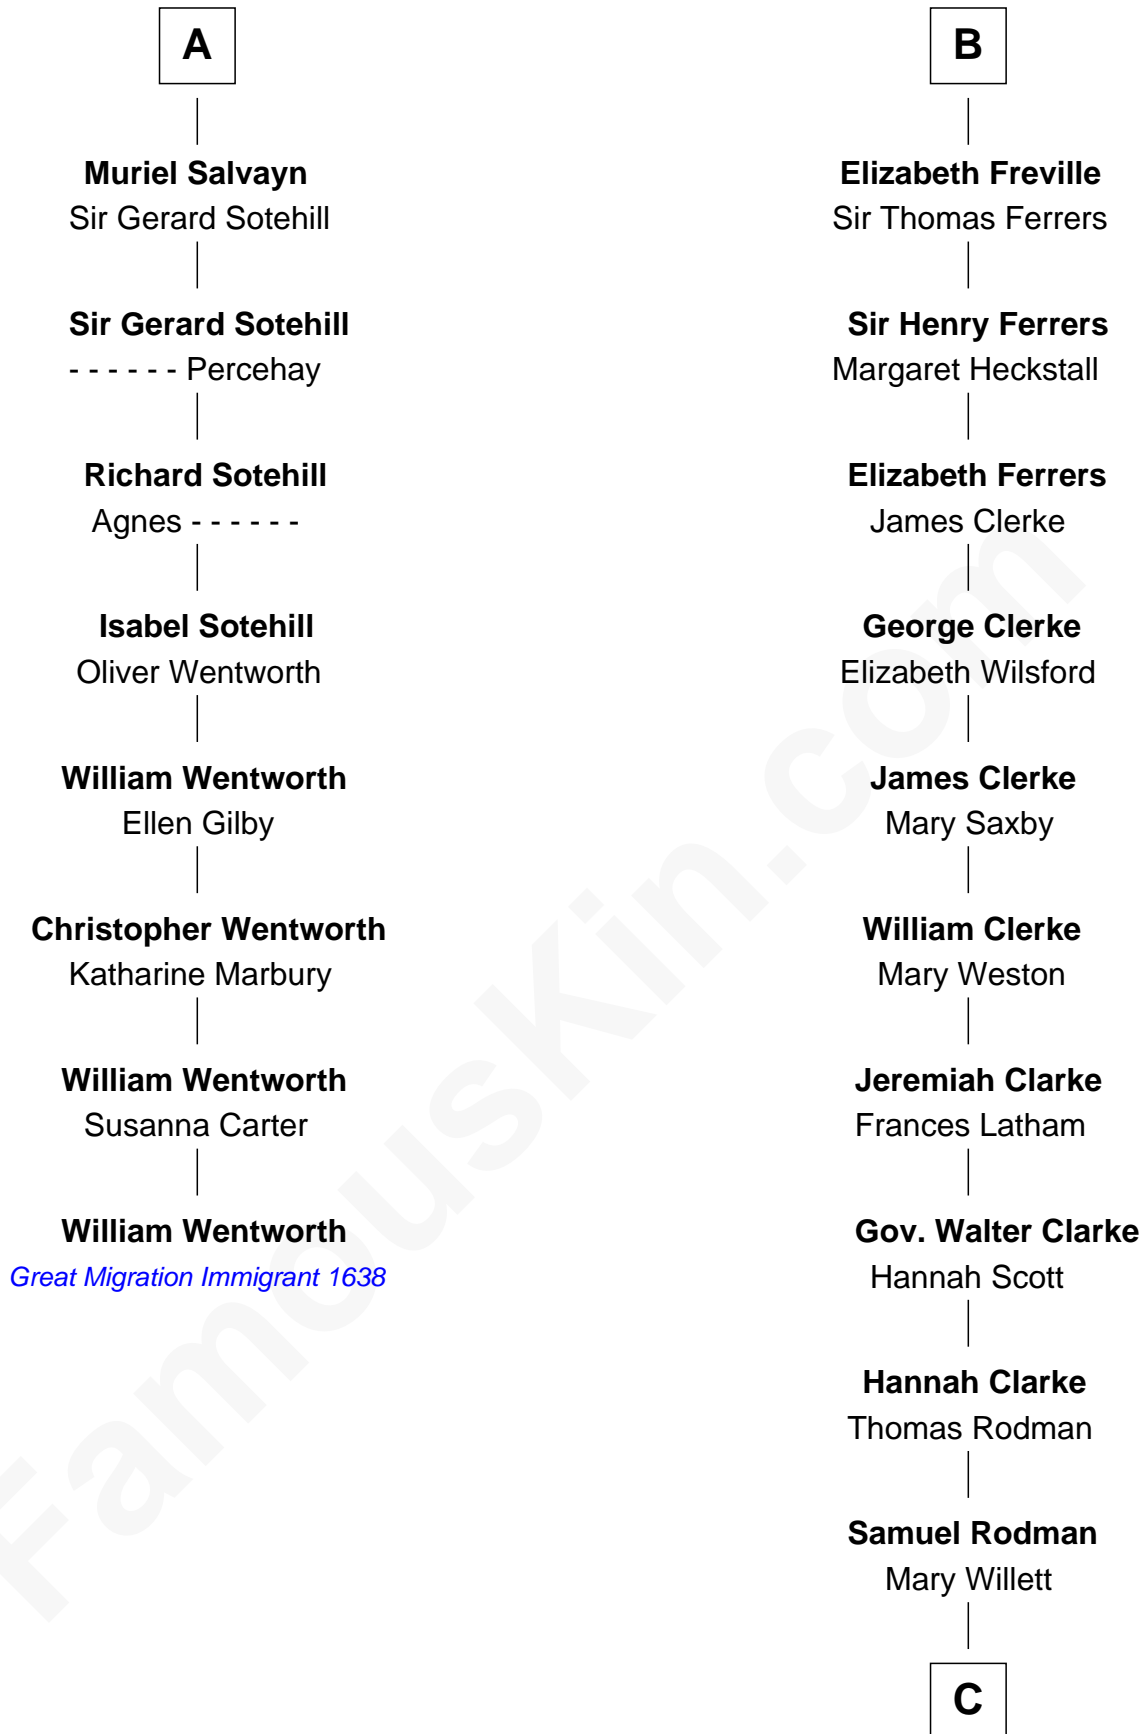 A
Muriel Salvayn
Sir Gerard Sotehill
Sir Gerard Sotehill
- - - - - - Percehay
Richard Sotehill
Agnes - - - - - -
Isabel Sotehill
Oliver Wentworth
William Wentworth
Ellen Gilby
Christopher Wentworth
Katharine Marbury
William Wentworth
Susanna Carter
William Wentworth
Great Migration Immigrant 1638
B
Elizabeth Freville
Sir Thomas Ferrers
Sir Henry Ferrers
Margaret Heckstall
Elizabeth Ferrers
James Clerke
George Clerke
Elizabeth Wilsford
James Clerke
Mary Saxby
William Clerke
Mary Weston
Jeremiah Clarke
Frances Latham
Gov. Walter Clarke
Hannah Scott
Hannah Clarke
Thomas Rodman
Samuel Rodman
Mary Willett
C
FamousKin.com